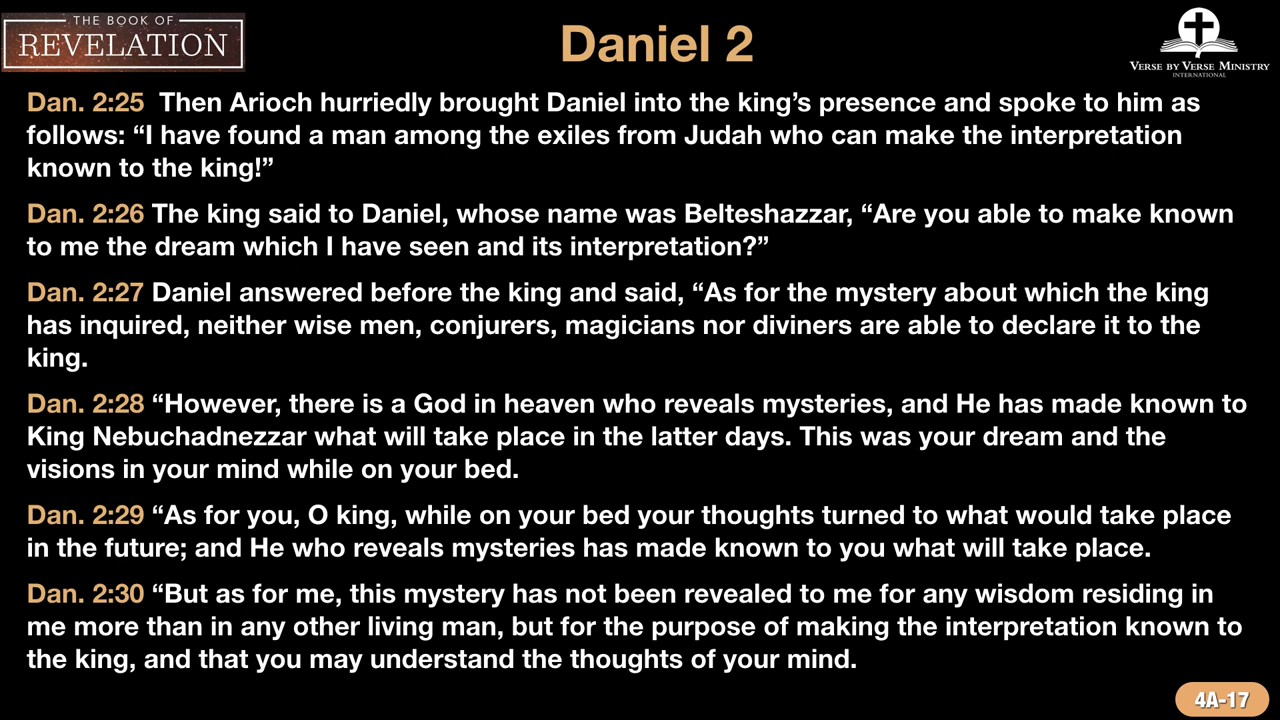 THE BOOK OF
REVELATION
Daniel 2
VERSE BY VERSE MINISTRY
INTERNATIONAL
Dan. 2:25  Then Arioch hurriedly brought Daniel into the king’s presence and spoke to him as
follows: “I have found a man among the exiles from Judah who can make the interpretation
known to the king!”
Dan. 2:26 The king said to Daniel, whose name was Belteshazzar, “Are you able to make known
to me the dream which I have seen and its interpretation?”
Dan. 2:27 Daniel answered before the king and said, “As for the mystery about which the king
has inquired, neither wise men, conjurers, magicians nor diviners are able to declare it to the
king.
Dan. 2:28 “However, there is a God in heaven who reveals mysteries, and He has made known to
King Nebuchadnezzar what will take place in the latter days. This was your dream and the
visions in your mind while on your bed.
Dan. 2:29 “As for you, O king, while on your bed your thoughts turned to what would take place
in the future; and He who reveals mysteries has made known to you what will take place.
Dan. 2:30 “But as for me, this mystery has not been revealed to me for any wisdom residing in
me more than in any other living man, but for the purpose of making the interpretation known to
the king, and that you may understand the thoughts of your mind.
4A-17